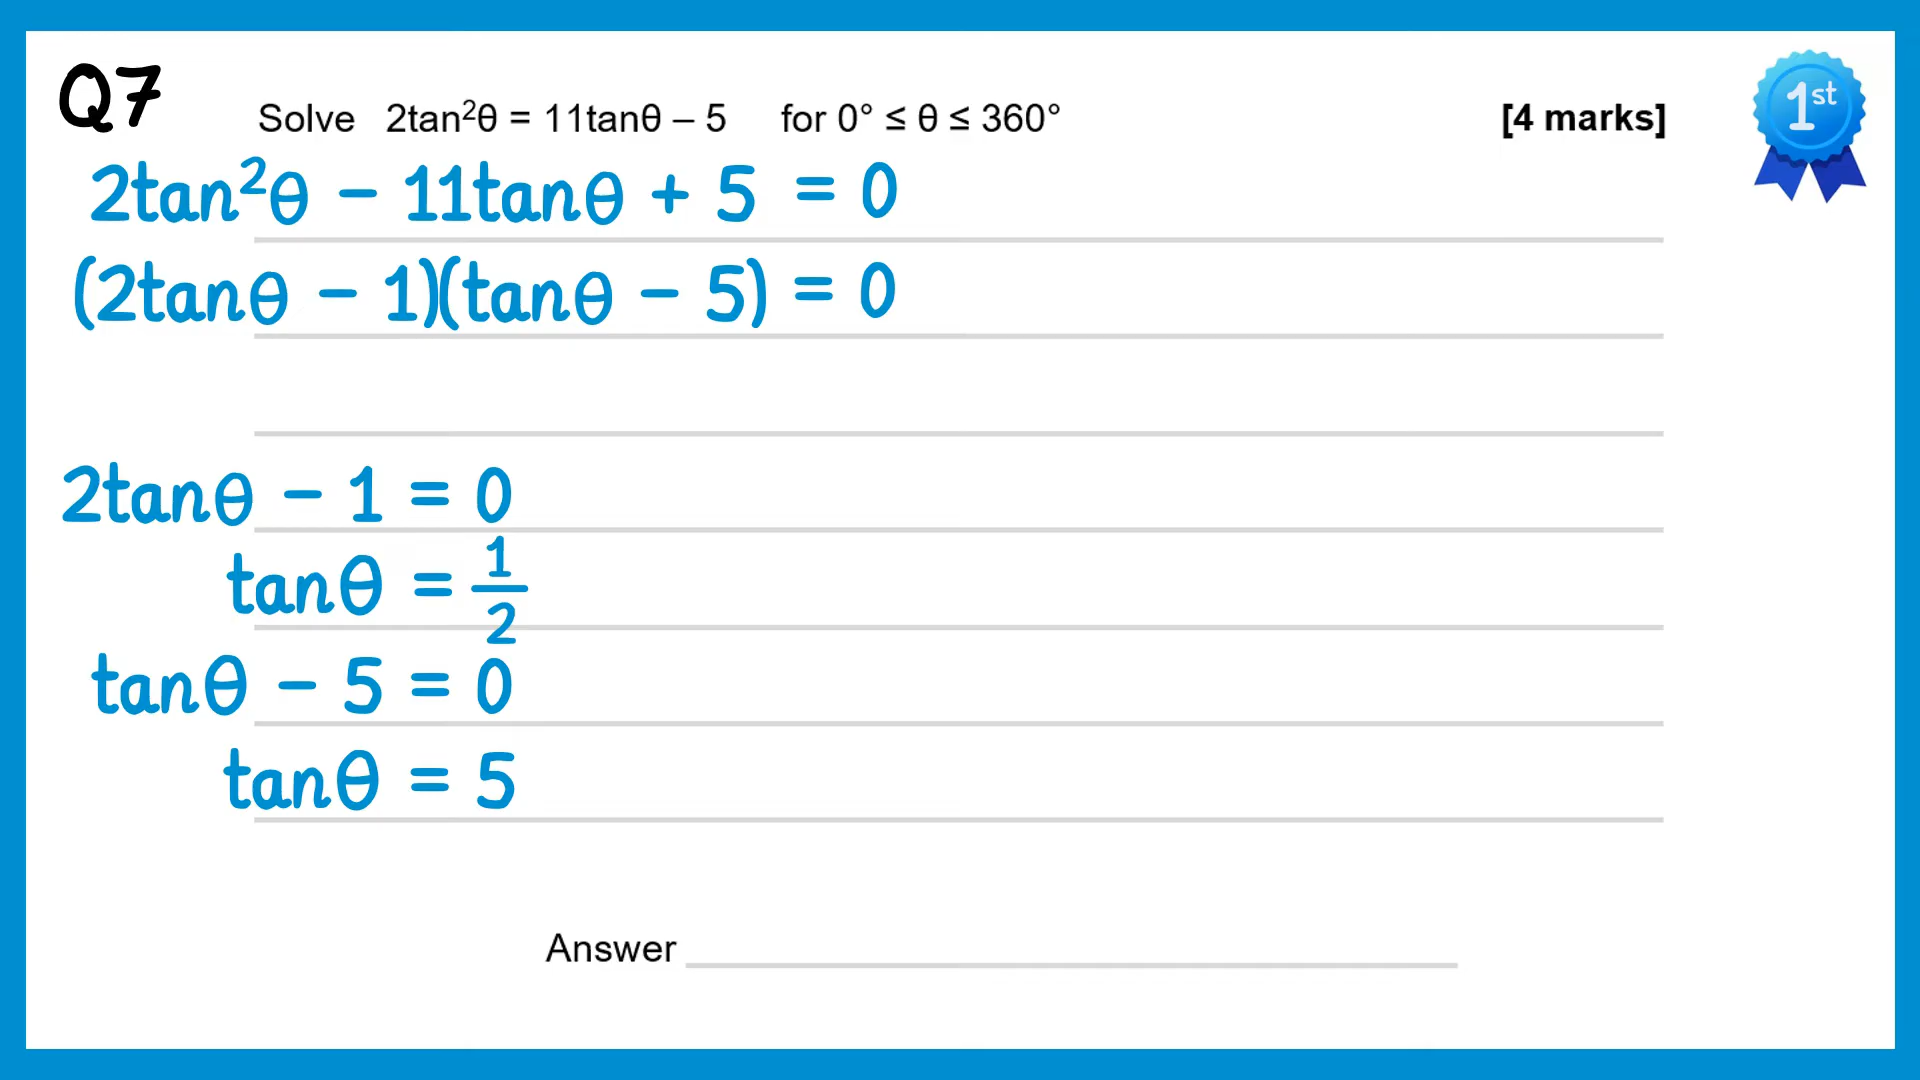 Q7
Solve 2tan²θ = 11tanθ – 5 for 0° ≤ θ ≤ 360° [4 marks]
1st
2tan²θ − 11tanθ + 5 = 0
(2tanθ − 1)(tanθ − 5) = 0
2tanθ − 1 = 0
tanθ = 1/2
tanθ − 5 = 0
tanθ = 5
Answer